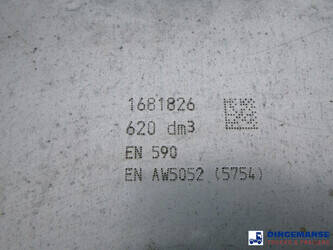 1681826
620 dm³
EN 590
EN AW5052 (5754)
DINGEMANSE